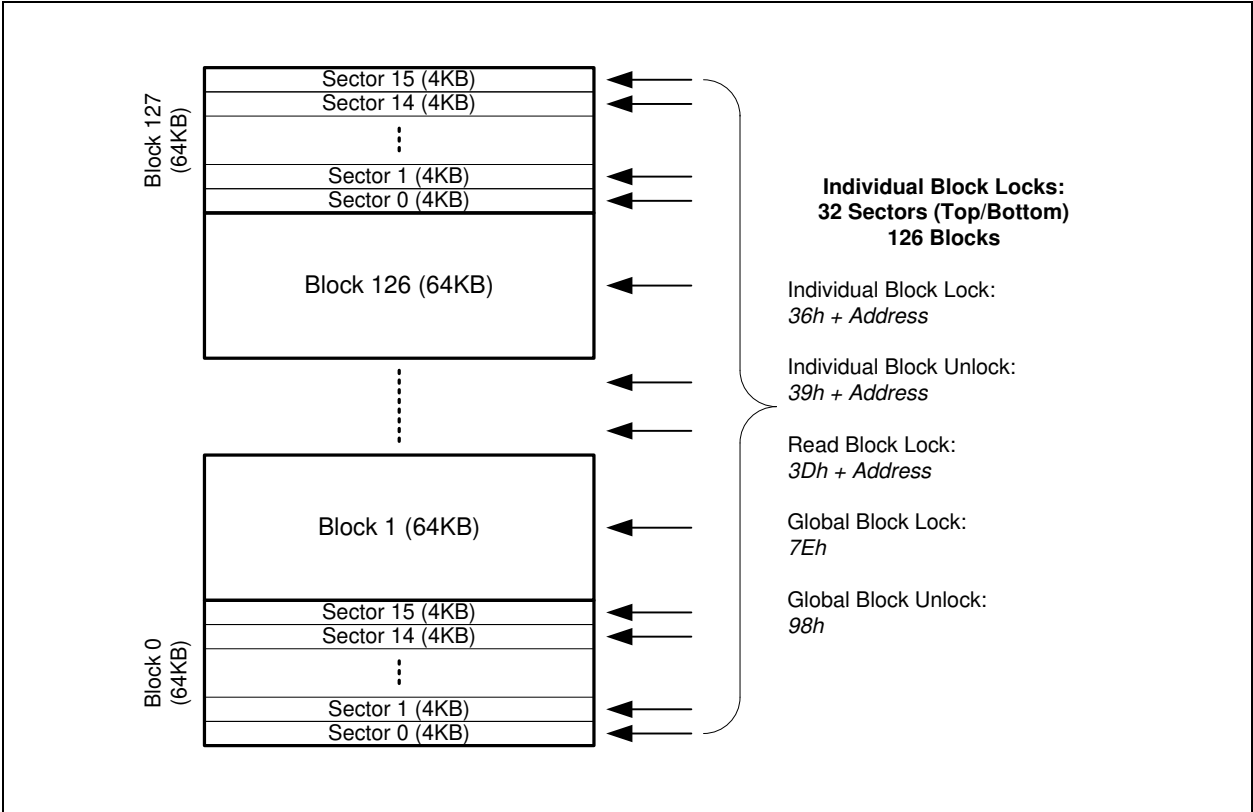 Block 127
(64KB)
Sector 15 (4KB)
Sector 14 (4KB)
Sector 1 (4KB)
Sector 0 (4KB)
Block 126 (64KB)
Block 1 (64KB)
Block 0
(64KB)
Sector 15 (4KB)
Sector 14 (4KB)
Sector 1 (4KB)
Sector 0 (4KB)
Individual Block Locks:
32 Sectors (Top/Bottom)
126 Blocks
Individual Block Lock:
36h + Address
Individual Block Unlock:
39h + Address
Read Block Lock:
3Dh + Address
Global Block Lock:
7Eh
Global Block Unlock:
98h